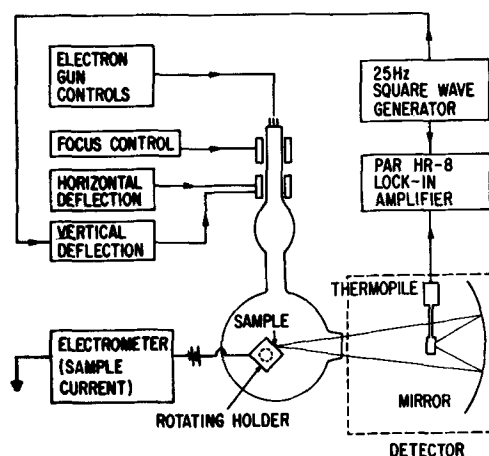 ELECTRON
GUN
CONTROLS
25Hz
SQUARE WAVE
GENERATOR
FOCUS CONTROL
HORIZONTAL
DEFLECTION
PAR HR-8
LOCK-IN
AMPLIFIER
VERTICAL
DEFLECTION
THERMOPILE
SAMPLE
ELECTROMETER
(SAMPLE
CURRENT)
ROTATING HOLDER
MIRROR
DETECTOR